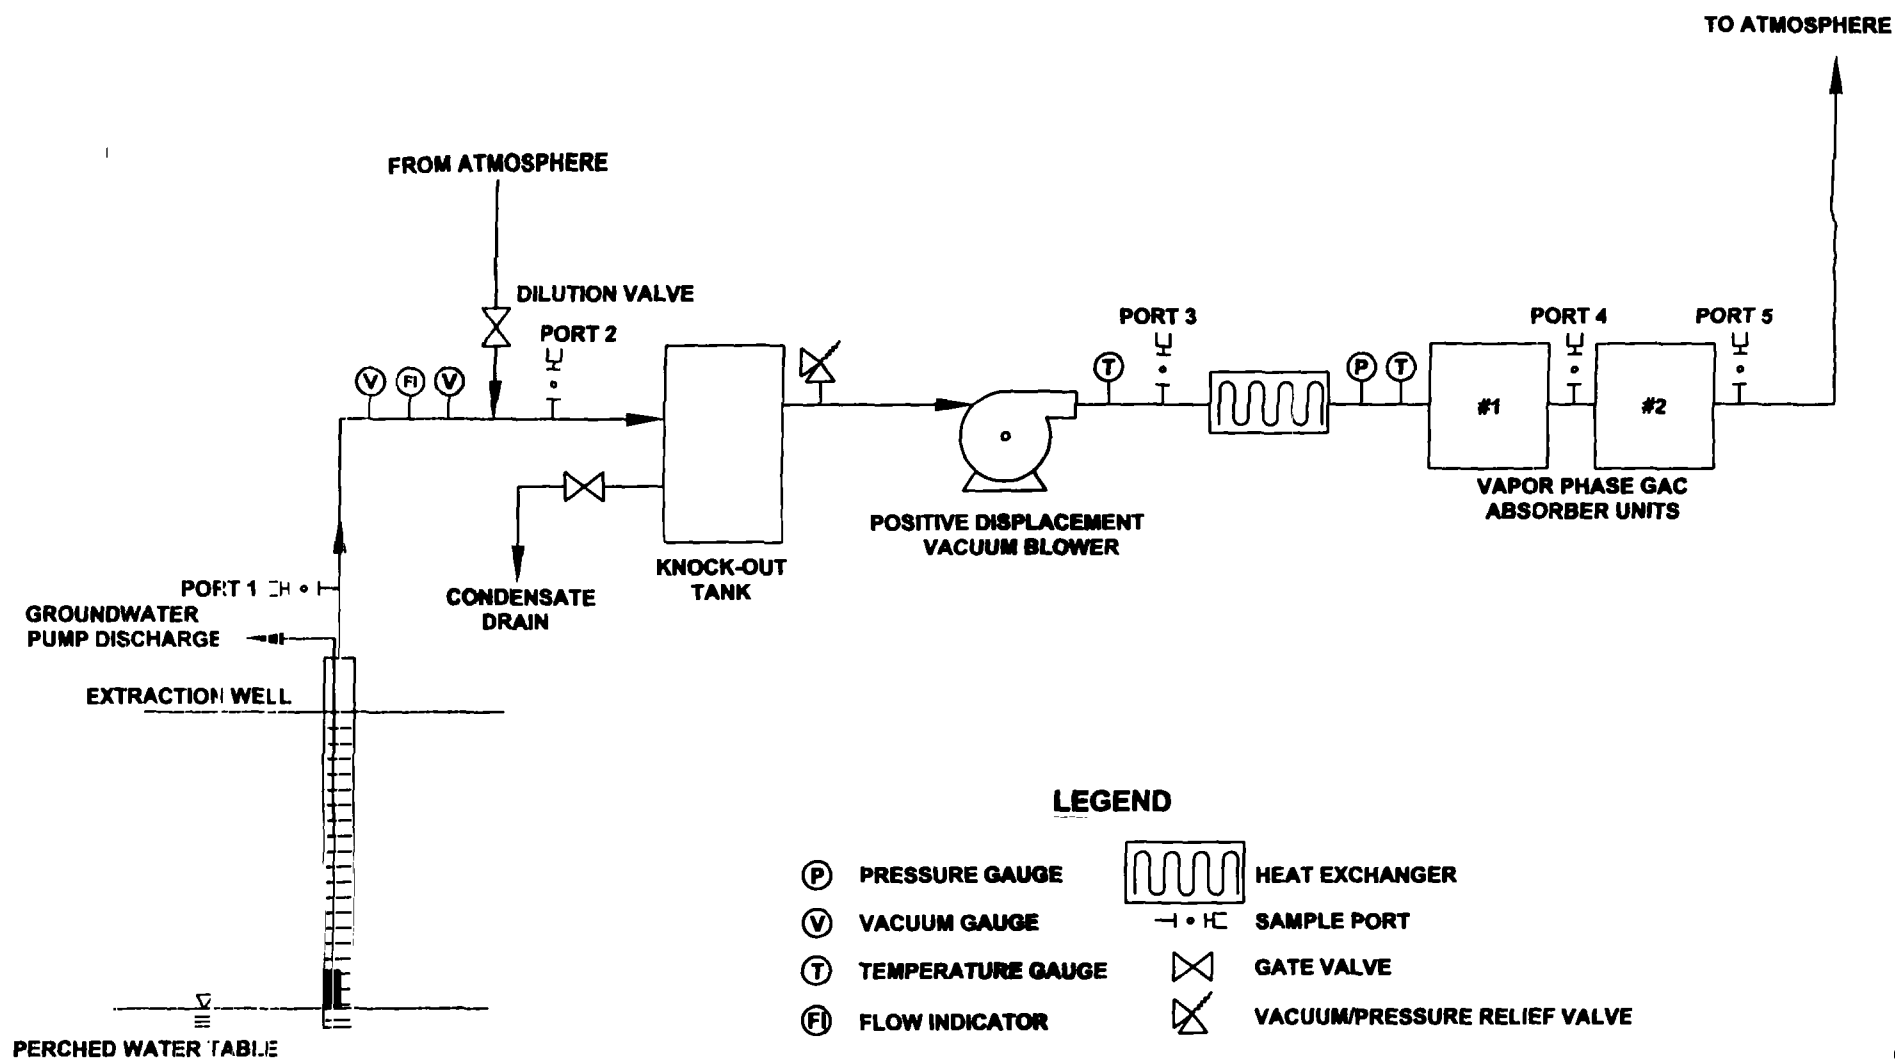 TO ATMOSPHERE
FROM ATMOSPHERE
DILUTION VALVE
PORT 2
PORT 3
PORT 4
PORT 5
V
FI
V
T
P
T
#1
#2
VAPOR PHASE GAC
ABSORBER UNITS
POSITIVE DISPLACEMENT
VACUUM BLOWER
KNOCK-OUT
TANK
CONDENSATE
DRAIN
PORT 1
GROUNDWATER
PUMP DISCHARGE
EXTRACTION WELL
PERCHED WATER TABLE
LEGEND
P PRESSURE GAUGE
HEAT EXCHANGER
V VACUUM GAUGE
SAMPLE PORT
T TEMPERATURE GAUGE
GATE VALVE
FI FLOW INDICATOR
VACUUM/PRESSURE RELIEF VALVE